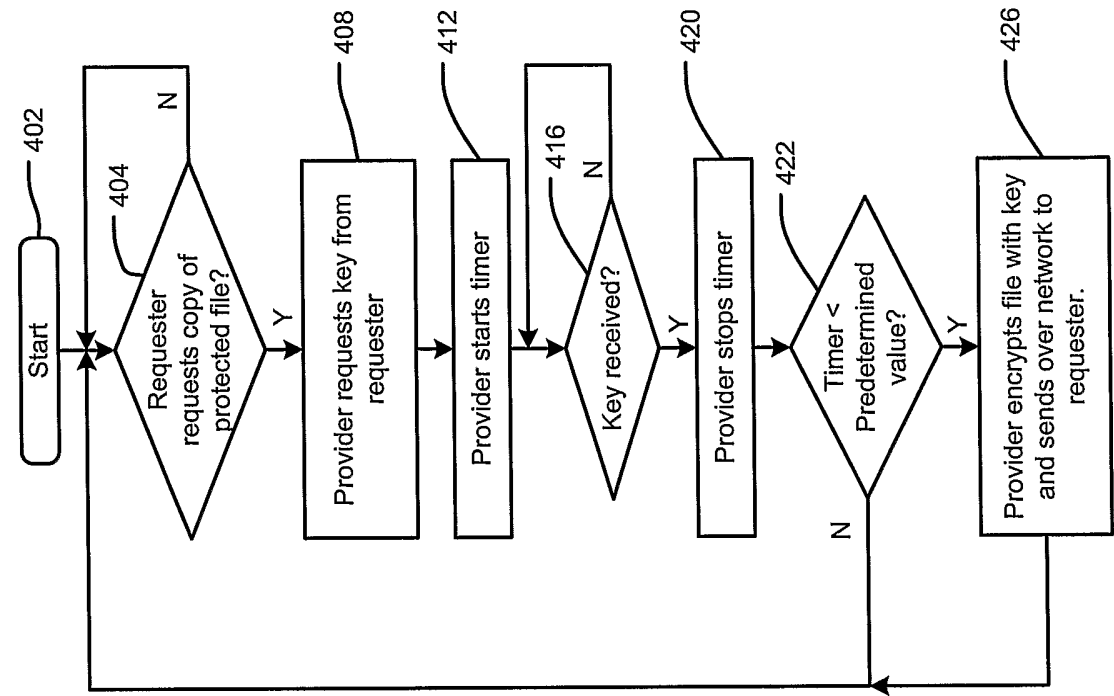 Start
402
404
Requester
requests copy of
protected file?
N
Y
408
Provider requests key from
requester
412
Provider starts timer
416
Key received?
N
Y
420
Provider stops timer
422
Timer <
Predetermined
value?
N
Y
426
Provider encrypts file with key
and sends over network to
requester.